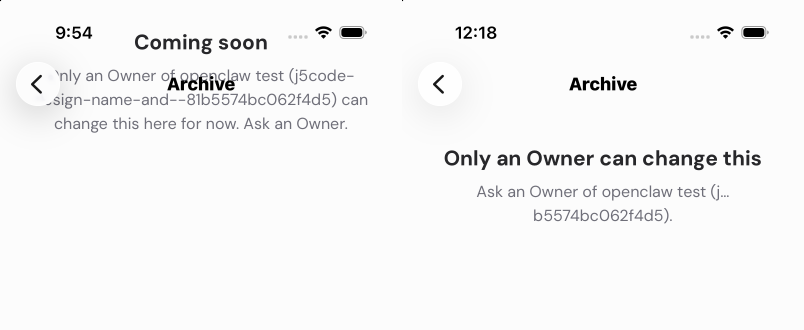 9:54
Coming soon
Only an Owner of openclaw test (j5code-
sign-name-and--81b5574bc062f4d5) can
change this here for now. Ask an Owner.
Archive
12:18
Archive
Only an Owner can change this
Ask an Owner of openclaw test (j...
b5574bc062f4d5).